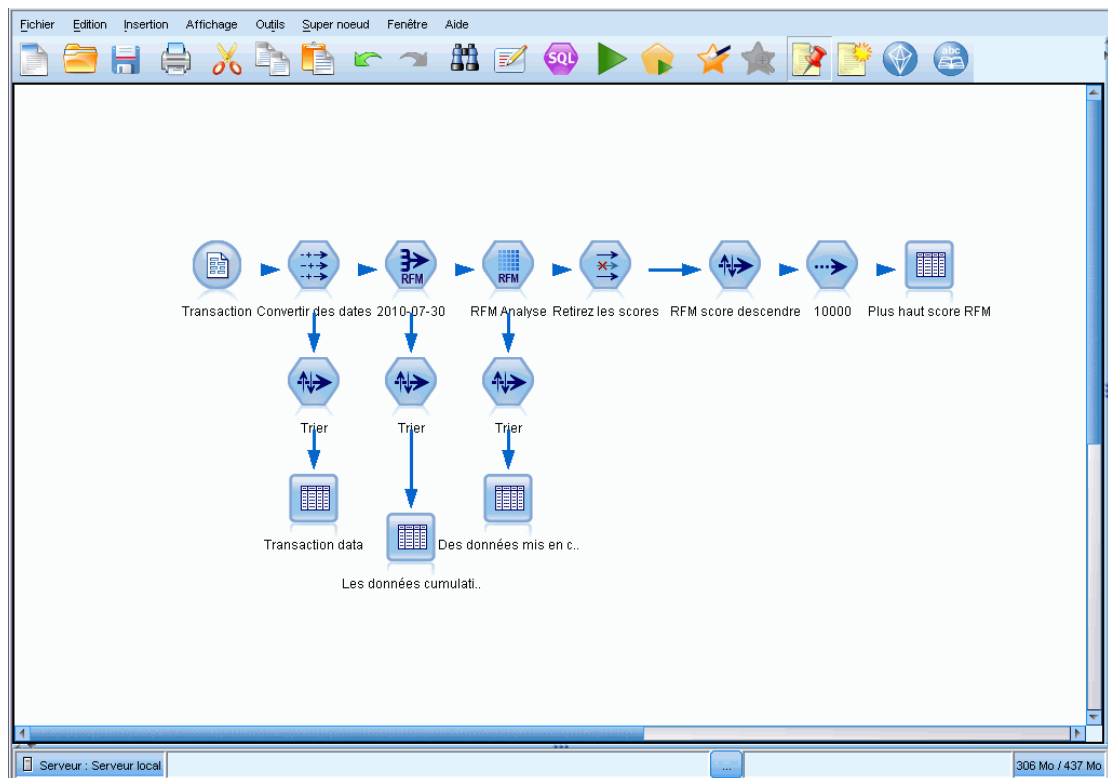 Fichier Edition Insertion Affichage Outils Super noeud Fenêtre Aide
SQL
abc
RFM
RFM
Transaction Convertir des dates 2010-07-30 RFM Analyse Retirez les scores RFM score descendre 10000 Plus haut score RFM
Trier Trier Trier
Transaction data Des données mis en c..
Les données cumulati..
Serveur : Serveur local ... 306 Mo / 437 Mo